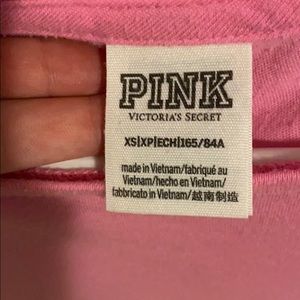 PINK
VICTORIA'S SECRET
XS|XP|ECH|165/84A
made in Vietnam/fabriqué au
Vietnam/hecho en Vietnam/
fabbricato in Vietnam/越南制造